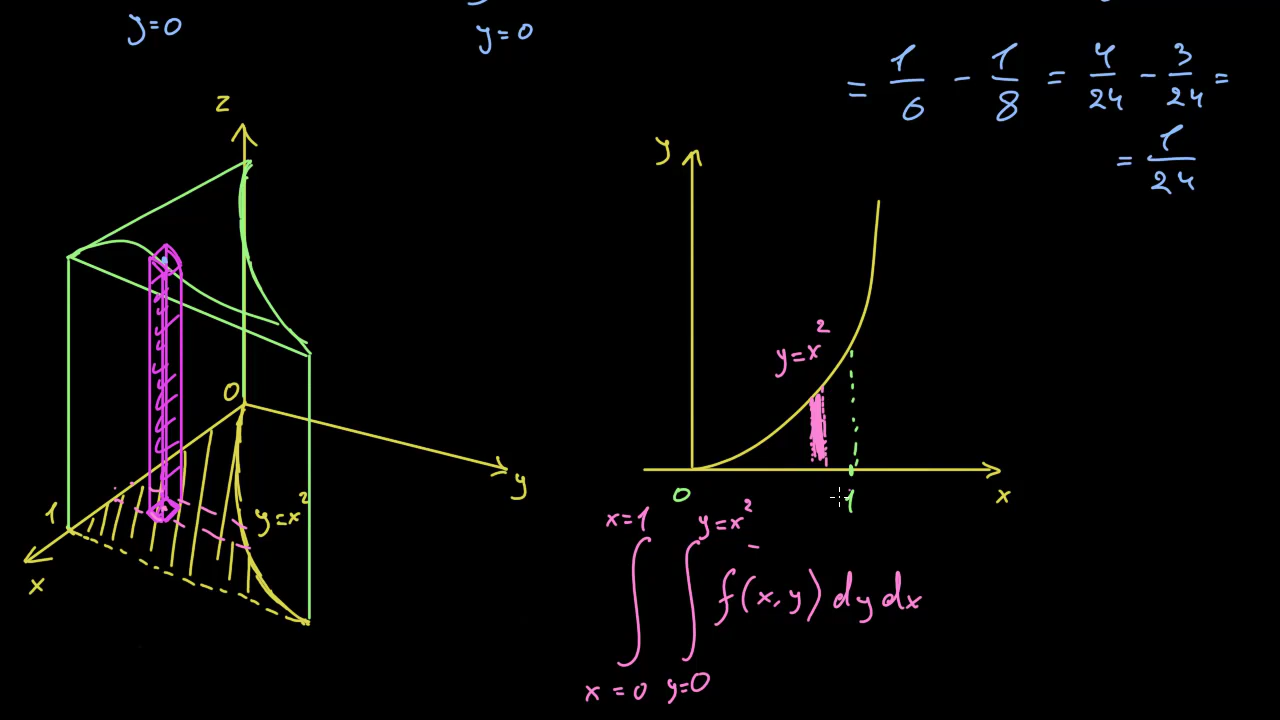 y=0
y=0
= 1/6 - 1/8 = 4/24 - 3/24 =
= 1/24
z
0
y
x
1
y=x²
y
y=x²
0
1
x
x=1 y=x²
∫ ∫ f(x,y) dy dx
x=0 y=0